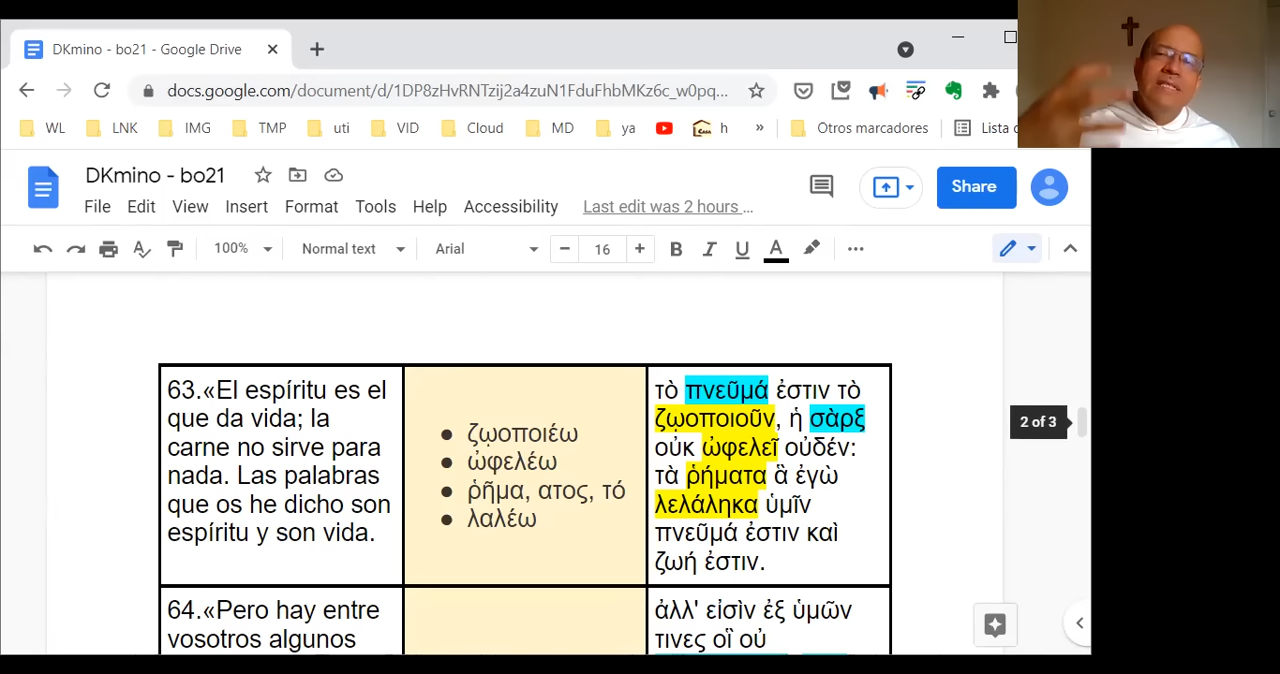 DKmino - bo21 - Google Drive
docs.google.com/document/d/1DP8zHvRNTzij2a4zuN1FduFhbMKz6c_w0pq...
WL LNK IMG TMP uti VID Cloud MD ya h » Otros marcadores Lista
DKmino - bo21
Share
File Edit View Insert Format Tools Help Accessibility Last edit was 2 hours ...
100% Normal text Arial − 16 + B I U A
63.«El espíritu es el
que da vida; la
carne no sirve para
nada. Las palabras
que os he dicho son
espíritu y son vida.
● ζῳοποιέω
● ὠφελέω
● ῥῆμα, ατος, τό
● λαλέω
τὸ πνεῦμά ἐστιν τὸ
ζῳοποιοῦν, ἡ σὰρξ
οὐκ ὠφελεῖ οὐδέν:
τὰ ῥήματα ἃ ἐγὼ
λελάληκα ὑμῖν
πνεῦμά ἐστιν καὶ
ζωή ἐστιν.
2 of 3
64.«Pero hay entre
vosotros algunos
ἀλλ' εἰσὶν ἐξ ὑμῶν
τινες οἳ οὐ